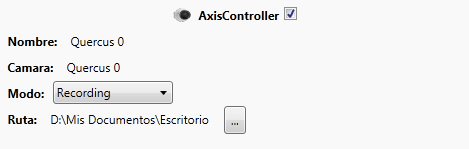 AxisController
Nombre: Quercus 0
Camara: Quercus 0
Modo: Recording
Ruta: D:\Mis Documentos\Escritorio ...